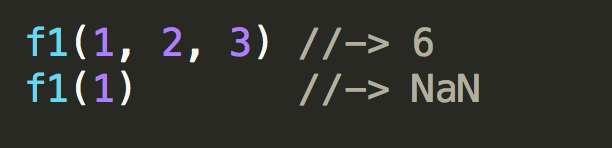 f1(1, 2, 3) //—> 6
f1(1)       //—> NaN